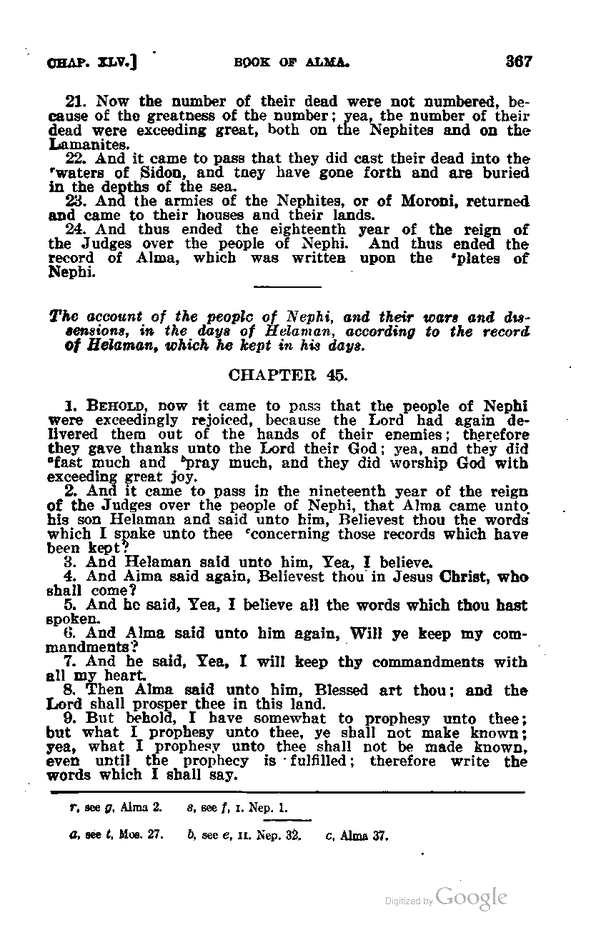 CHAP. XLV.] BOOK OF ALMA. 367
21. Now the number of their dead were not numbered, be-
cause of the greatness of the number; yea, the number of their
dead were exceeding great, both on the Nephites and on the
Lamanites.
22. And it came to pass that they did cast their dead into the
ʳwaters of Sidon, and they have gone forth and are buried
in the depths of the sea.
23. And the armies of the Nephites, or of Moroni, returned
and came to their houses and their lands.
24. And thus ended the eighteenth year of the reign of
the Judges over the people of Nephi. And thus ended the
record of Alma, which was written upon the ˢplates of
Nephi.
The account of the people of Nephi, and their wars and dis-
sensions, in the days of Helaman, according to the record
of Helaman, which he kept in his days.
CHAPTER 45.
1. BEHOLD, now it came to pass that the people of Nephi
were exceedingly rejoiced, because the Lord had again de-
livered them out of the hands of their enemies; therefore
they gave thanks unto the Lord their God; yea, and they did
ᵃfast much and ᵇpray much, and they did worship God with
exceeding great joy.
2. And it came to pass in the nineteenth year of the reign
of the Judges over the people of Nephi, that Alma came unto
his son Helaman and said unto him, Believest thou the words
which I spake unto thee ᶜconcerning those records which have
been kept?
3. And Helaman said unto him, Yea, I believe.
4. And Alma said again, Believest thou in Jesus Christ, who
shall come?
5. And he said, Yea, I believe all the words which thou hast
spoken.
6. And Alma said unto him again, Will ye keep my com-
mandments?
7. And he said, Yea, I will keep thy commandments with
all my heart.
8. Then Alma said unto him, Blessed art thou; and the
Lord shall prosper thee in this land.
9. But behold, I have somewhat to prophesy unto thee;
but what I prophesy unto thee, ye shall not make known;
yea, what I prophesy unto thee shall not be made known,
even until the prophecy is fulfilled; therefore write the
words which I shall say.
r, see g, Alma 2. s, see f, I. Nep. 1.
a, see t, Mos. 27. b, see e, II. Nep. 32. c, Alma 37.
Digitized by Google